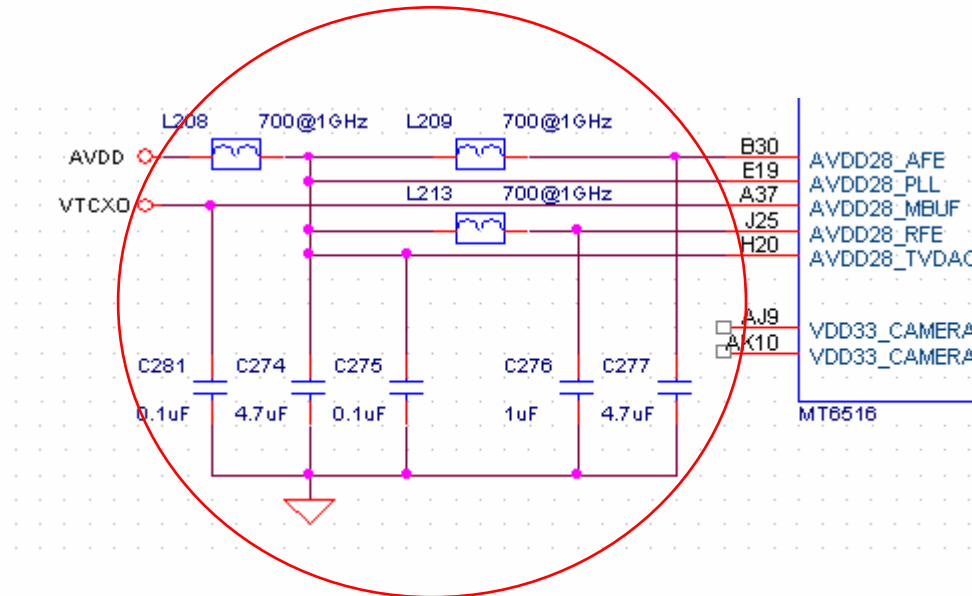 L208 700@1GHz L209 700@1GHz
AVDD B30 AVDD28_AFE
E19 AVDD28_PLL
L213 700@1GHz A37
VTCXO AVDD28_MBUF
J25 AVDD28_RFE
H20 AVDD28_TVDAC
AJ9 VDD33_CAMERA
AK10 VDD33_CAMERA
C281 C274 C275 C276 C277
0.1uF 4.7uF 0.1uF 1uF 4.7uF
MT6516